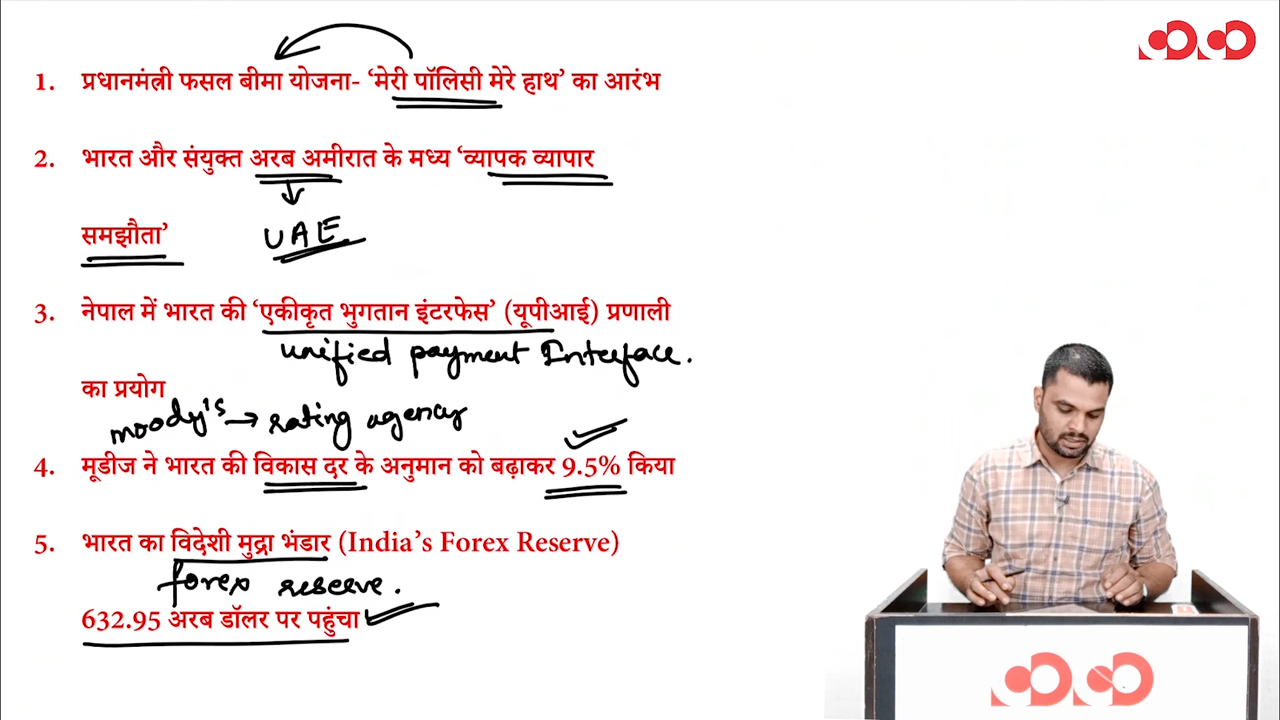 1. प्रधानमंत्री फसल बीमा योजना- ‘मेरी पॉलिसी मेरे हाथ’ का आरंभ
2. भारत और संयुक्त अरब अमीरात के मध्य ‘व्यापक व्यापार
समझौता’
UAE
3. नेपाल में भारत की ‘एकीकृत भुगतान इंटरफेस’ (यूपीआई) प्रणाली
unified payment Interface.
का प्रयोग
moody's → rating agency
4. मूडीज ने भारत की विकास दर के अनुमान को बढ़ाकर 9.5% किया
5. भारत का विदेशी मुद्रा भंडार (India’s Forex Reserve)
forex reserve.
632.95 अरब डॉलर पर पहुंचा